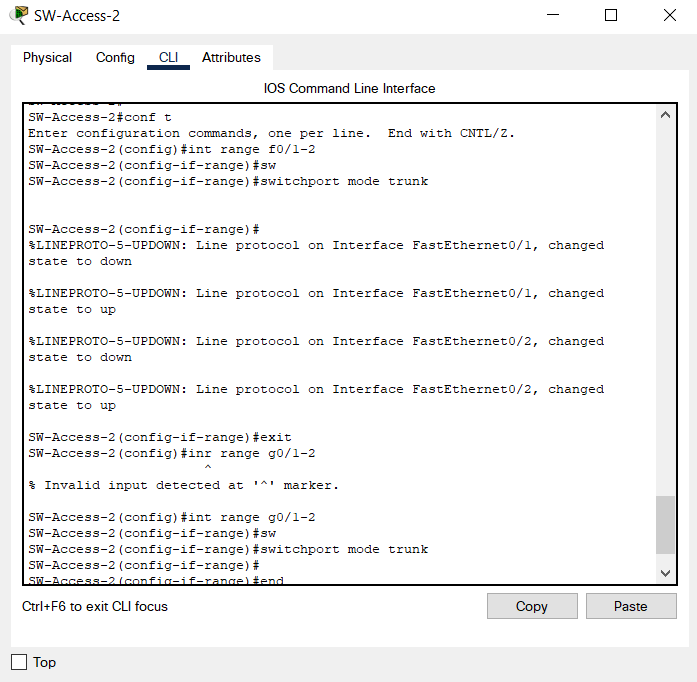 SW-Access-2
Physical Config CLI Attributes
IOS Command Line Interface
SW-Access-2#
SW-Access-2#conf t
Enter configuration commands, one per line.  End with CNTL/Z.
SW-Access-2(config)#int range f0/1-2
SW-Access-2(config-if-range)#sw
SW-Access-2(config-if-range)#switchport mode trunk
SW-Access-2(config-if-range)#
%LINEPROTO-5-UPDOWN: Line protocol on Interface FastEthernet0/1, changed
state to down
%LINEPROTO-5-UPDOWN: Line protocol on Interface FastEthernet0/1, changed
state to up
%LINEPROTO-5-UPDOWN: Line protocol on Interface FastEthernet0/2, changed
state to down
%LINEPROTO-5-UPDOWN: Line protocol on Interface FastEthernet0/2, changed
state to up
SW-Access-2(config-if-range)#exit
SW-Access-2(config)#inr range g0/1-2
^
% Invalid input detected at '^' marker.
SW-Access-2(config)#int range g0/1-2
SW-Access-2(config-if-range)#sw
SW-Access-2(config-if-range)#switchport mode trunk
SW-Access-2(config-if-range)#
SW-Access-2(config-if-range)#end
Ctrl+F6 to exit CLI focus
Copy
Paste
Top